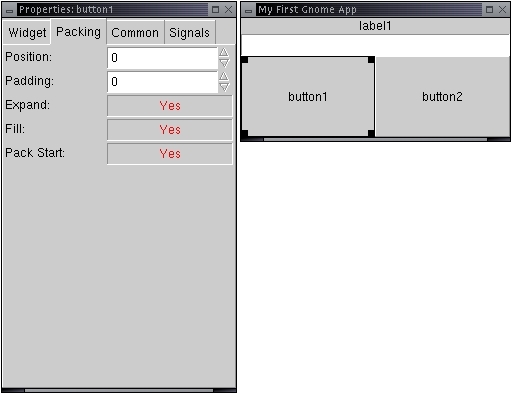 Properties: button1
Widget Packing Common Signals
Position: 0
Padding: 0
Expand: Yes
Fill: Yes
Pack Start: Yes
My First Gnome App
label1
button1 button2